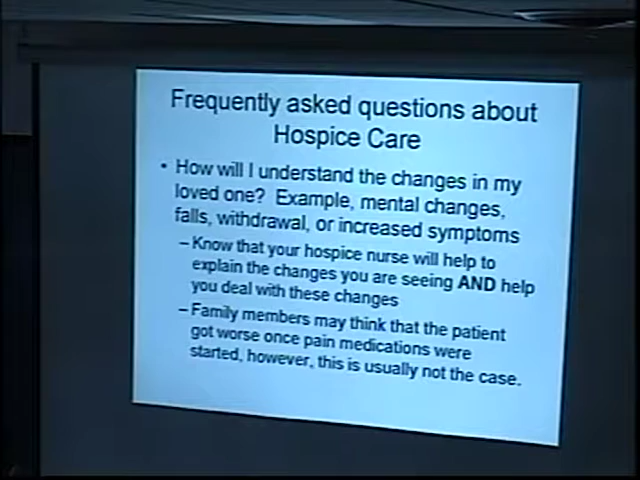 Frequently asked questions about
Hospice Care
• How will I understand the changes in my
loved one? Example, mental changes,
falls, withdrawal, or increased symptoms
– Know that your hospice nurse will help to
explain the changes you are seeing AND help
you deal with these changes
– Family members may think that the patient
got worse once pain medications were
started, however, this is usually not the case.